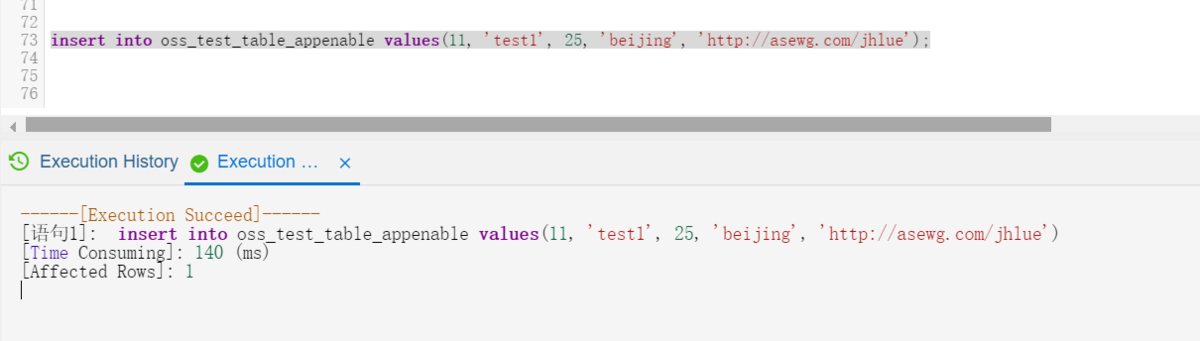 71
72
73 insert into oss_test_table_appenable values(11, 'test1', 25, 'beijing', 'http://asewg.com/jhlue');
74
75
76
Execution History Execution ... ×
------[Execution Succeed]------
[语句1]: insert into oss_test_table_appenable values(11, 'test1', 25, 'beijing', 'http://asewg.com/jhlue')
[Time Consuming]: 140 (ms)
[Affected Rows]: 1